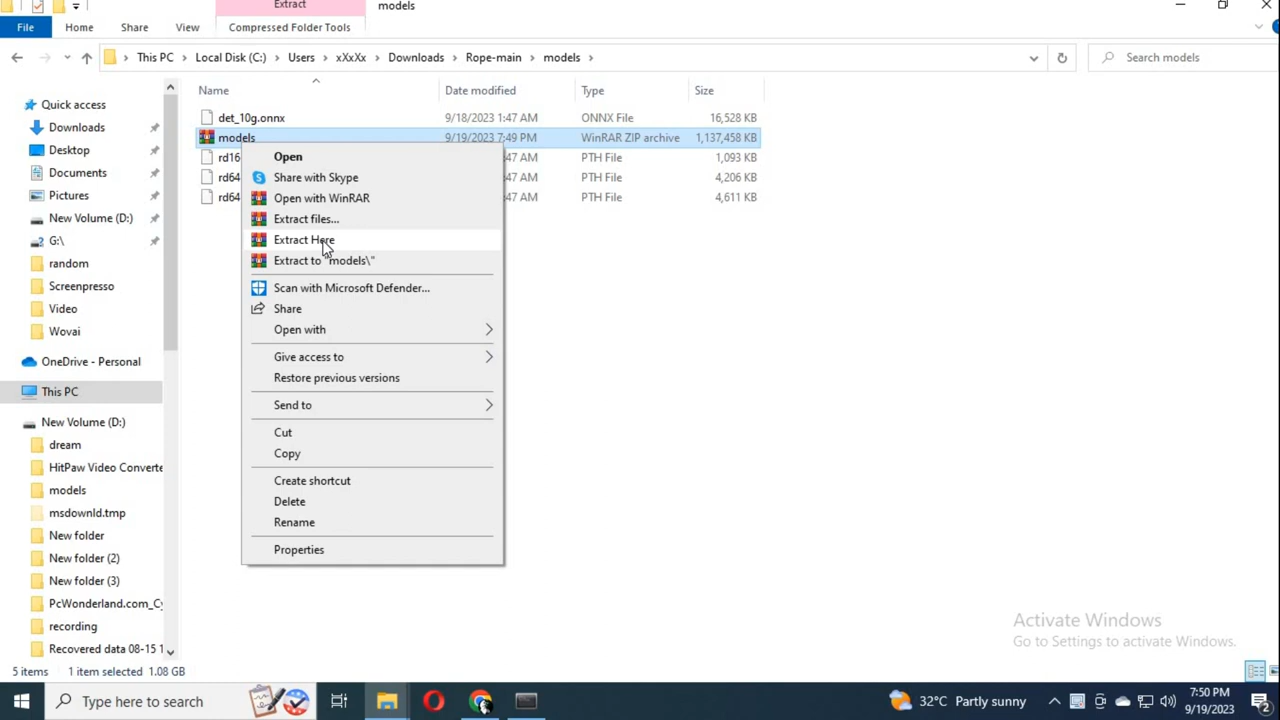 Extract
models
File
Home
Share
View
Compressed Folder Tools
This PC
Local Disk (C:)
Users
xXxXx
Downloads
Rope-main
models
Search models
Name
Date modified
Type
Size
Quick access
Downloads
Desktop
Documents
Pictures
New Volume (D:)
G:\
random
Screenpresso
Video
Wovai
OneDrive - Personal
This PC
New Volume (D:)
dream
HitPaw Video Converte
models
msdownld.tmp
New folder
New folder (2)
New folder (3)
PcWonderland.com_Cy
recording
Recovered data 08-15 1
det_10g.onnx 9/18/2023 1:47 AM ONNX File 16,528 KB
models 9/19/2023 7:49 PM WinRAR ZIP archive 1,137,458 KB
rd16 47 AM PTH File 1,093 KB
rd64 47 AM PTH File 4,206 KB
rd64 47 AM PTH File 4,611 KB
Open
Share with Skype
Open with WinRAR
Extract files...
Extract Here
Extract to "models\"
Scan with Microsoft Defender...
Share
Open with
Give access to
Restore previous versions
Send to
Cut
Copy
Create shortcut
Delete
Rename
Properties
Activate Windows
Go to Settings to activate Windows.
5 items 1 item selected 1.08 GB
Type here to search
32°C Partly sunny
7:50 PM
9/19/2023
2